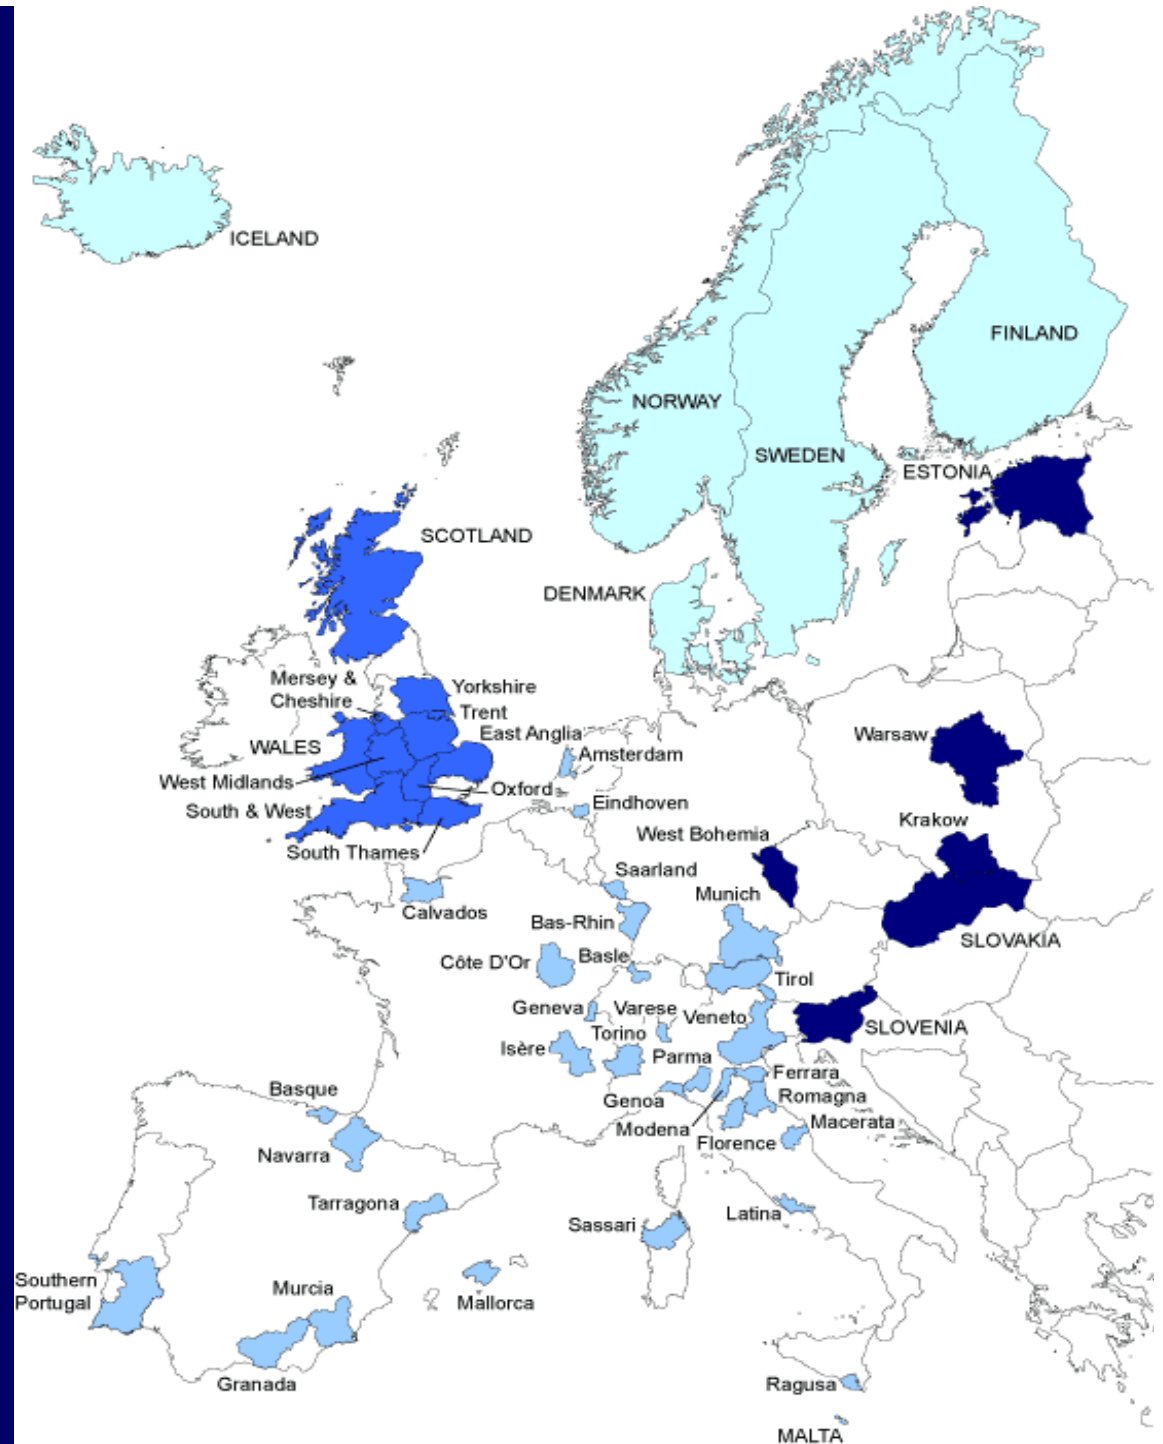 ICELAND
FINLAND
NORWAY
SWEDEN
ESTONIA
SCOTLAND
DENMARK
Mersey &
Cheshire
Yorkshire
Trent
East Anglia
WALES
Amsterdam
West Midlands
Oxford
South & West
Eindhoven
South Thames
Warsaw
Krakow
West Bohemia
Saarland
Munich
Calvados
Bas-Rhin
SLOVAKIA
Côte D'Or
Basle
Tirol
Geneva
Varese
Veneto
SLOVENIA
Isère
Torino
Parma
Ferrara
Genoa
Romagna
Modena
Florence
Macerata
Basque
Navarra
Tarragona
Sassari
Latina
Southern
Portugal
Murcia
Mallorca
Granada
Ragusa
MALTA